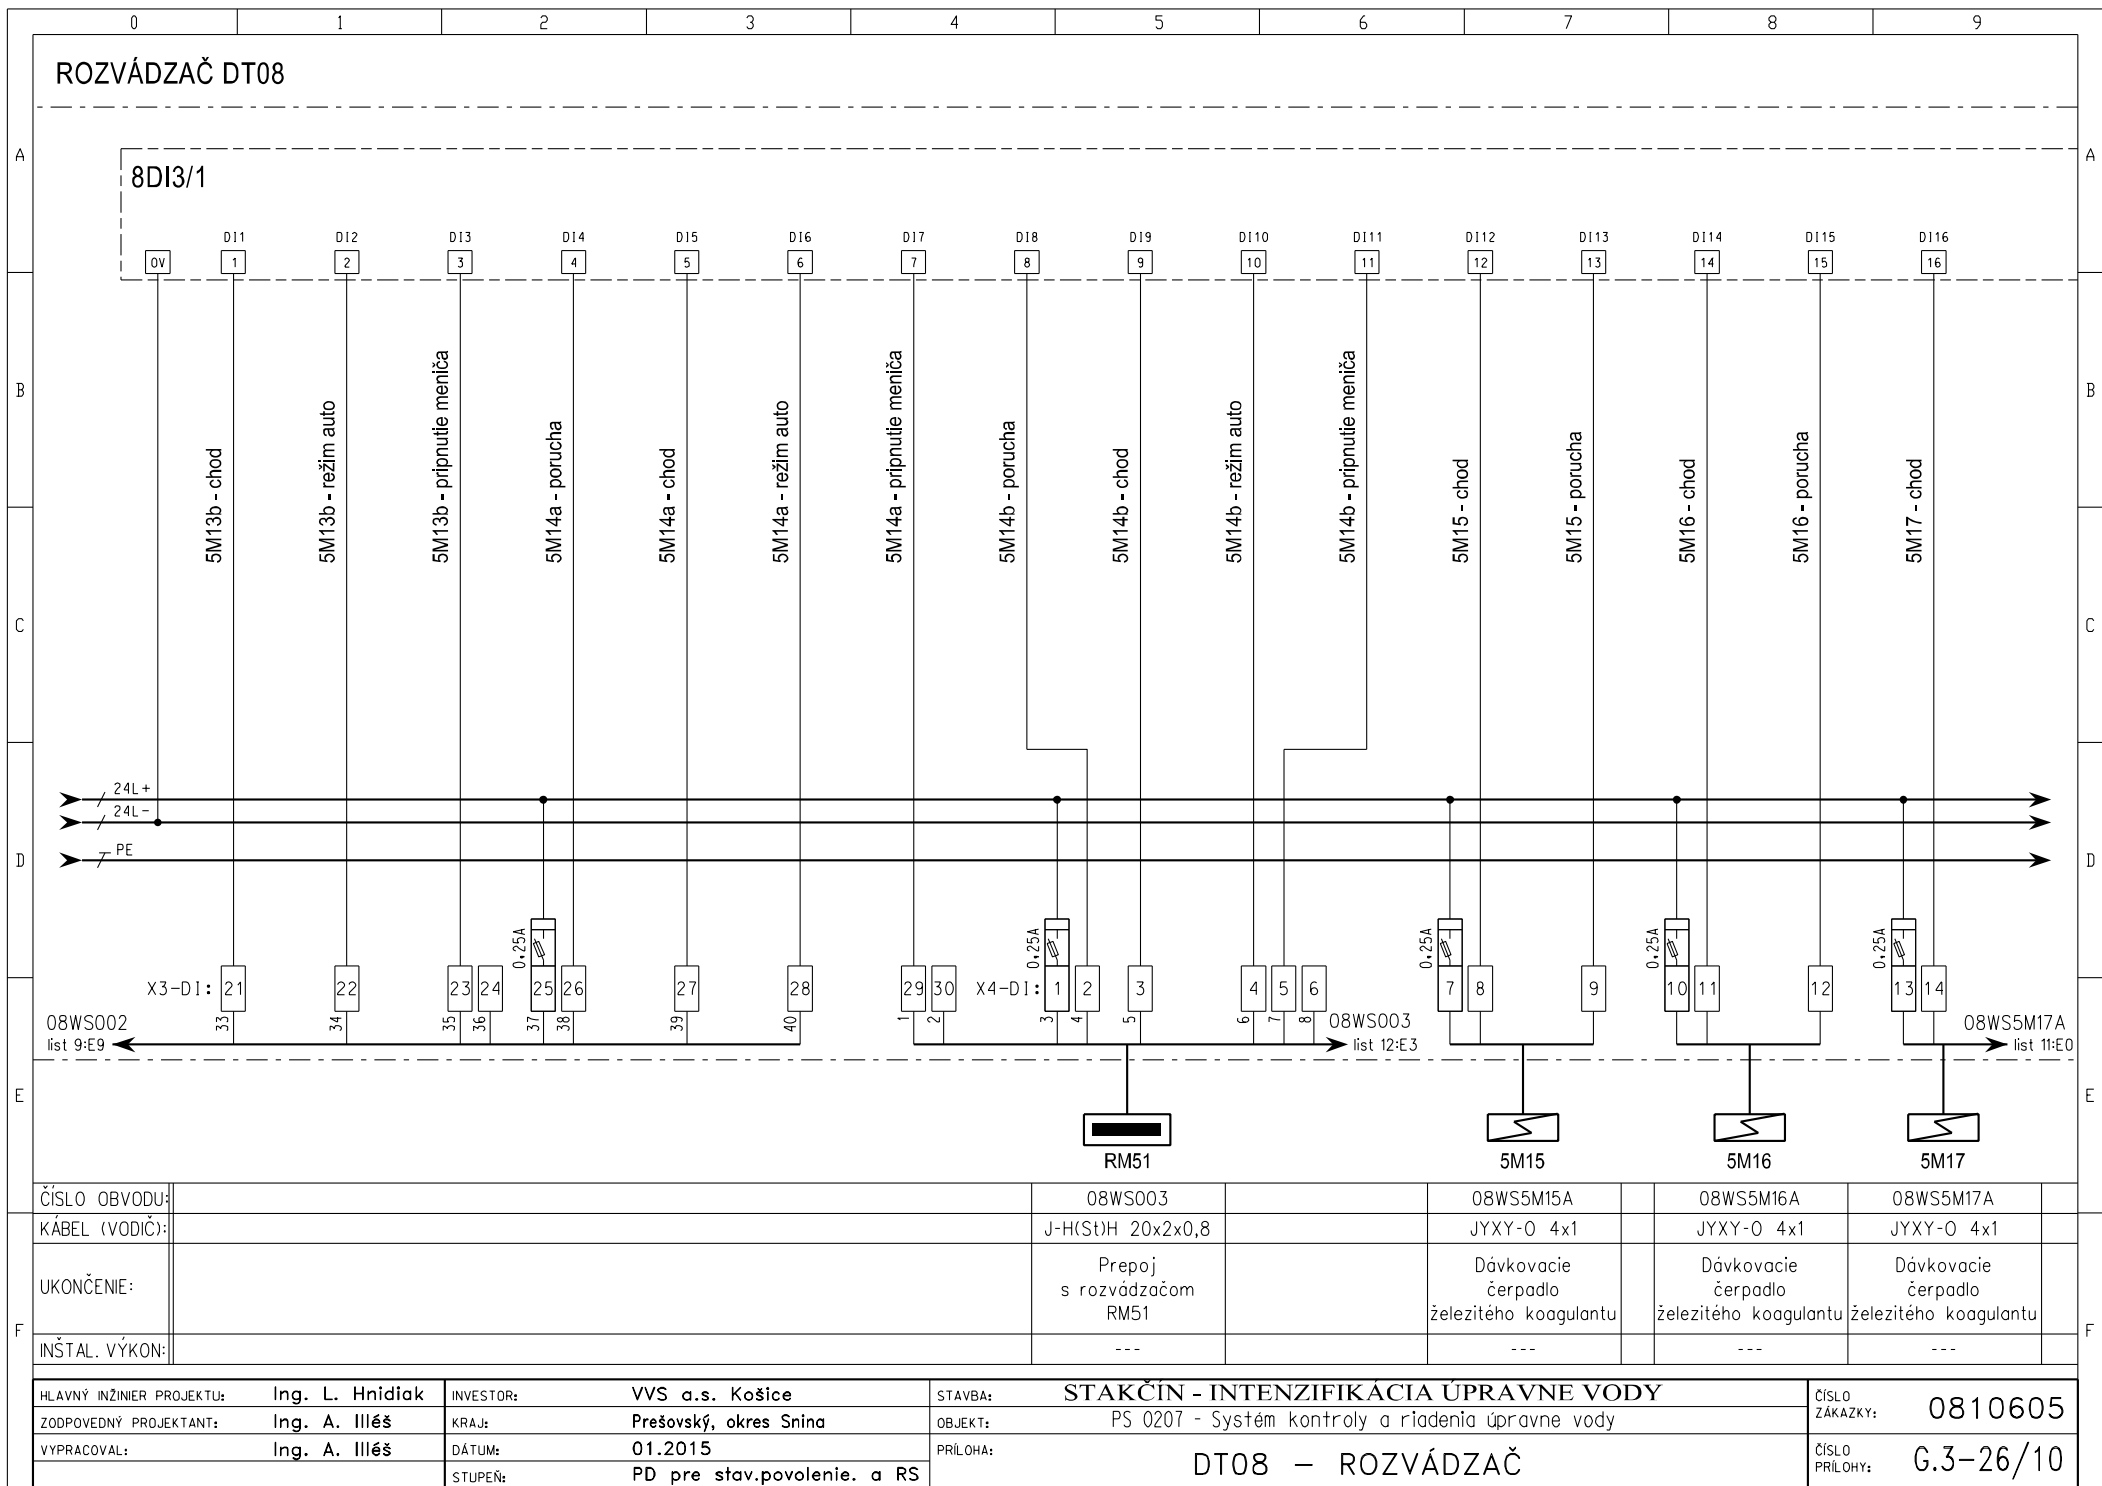 0 1 2 3 4 5 6 7 8 9
ROZVÁDZAČ DT08
A A
8DI3/1
DI1 DI2 DI3 DI4 DI5 DI6 DI7 DI8 DI9 DI10 DI11 DI12 DI13 DI14 DI15 DI16
0V 1 2 3 4 5 6 7 8 9 10 11 12 13 14 15 16
B B
5M13b - chod
5M13b - režim auto
5M13b - pripnutie meniča
5M14a - porucha
5M14a - chod
5M14a - režim auto
5M14a - pripnutie meniča
5M14b - porucha
5M14b - chod
5M14b - režim auto
5M14b - pripnutie meniča
5M15 - chod
5M15 - porucha
5M16 - chod
5M16 - porucha
5M17 - chod
C C
24L+
24L-
PE
D D
0,25A 0,25A 0,25A 0,25A 0,25A
X3-DI: 21 22 23 24 25 26 27 28 29 30 X4-DI: 1 2 3 4 5 6 7 8 9 10 11 12 13 14
33 34 35 36 37 38 39 40 1 2 3 4 5 6 7 8
08WS002 08WS003 08WS5M17A
list 9:E9 list 12:E3 list 11:E0
E E
RM51 5M15 5M16 5M17
ČÍSLO OBVODU: 08WS003 08WS5M15A 08WS5M16A 08WS5M17A
KÁBEL (VODIČ): J-H(St)H 20x2x0,8 JYXY-O 4x1 JYXY-O 4x1 JYXY-O 4x1
UKONČENIE:
Prepoj
s rozvádzačom
RM51
Dávkovacie
čerpadlo
železitého koagulantu
Dávkovacie
čerpadlo
železitého koagulantu
Dávkovacie
čerpadlo
železitého koagulantu
F F
INŠTAL. VÝKON: --- --- --- ---
HLAVNÝ INŽINIER PROJEKTU: Ing. L. Hnidiak
ZODPOVEDNÝ PROJEKTANT: Ing. A. Illéš
VYPRACOVAL: Ing. A. Illéš
INVESTOR: VVS a.s. Košice
KRAJ: Prešovský, okres Snina
DÁTUM: 01.2015
STUPEŇ: PD pre stav.povolenie. a RS
STAVBA: STAKČÍN - INTENZIFIKÁCIA ÚPRAVNE VODY
OBJEKT: PS 0207 - Systém kontroly a riadenia úpravne vody
PRÍLOHA: DT08 – ROZVÁDZAČ
ČÍSLO
ZÁKAZKY: 0810605
ČÍSLO
PRÍLOHY: G.3-26/10